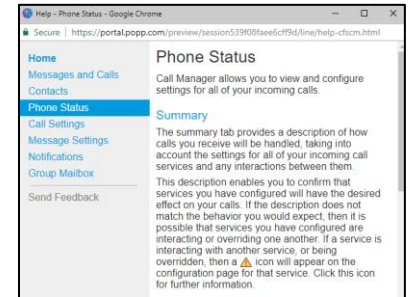 Help - Phone Status - Google Chrome
Secure | https://portal.popp.com/preview/session539f08faee6cff9d/line/help-cfscm.html
Home
Messages and Calls
Contacts
Phone Status
Call Settings
Message Settings
Notifications
Group Mailbox
Send Feedback
Phone Status
Call Manager allows you to view and configure
settings for all of your incoming calls.
Summary
The summary tab provides a description of how
calls you receive will be handled, taking into
account the settings for all of your incoming call
services and any interactions between them.
This description enables you to confirm that
services you have configured will have the desired
effect on your calls. If the description does not
match the behavior you would expect, then it is
possible that services you have configured are
interacting or overriding one another. If a service is
interacting with another service, or being
overridden, then a icon will appear on the
configuration page for that service. Click this icon
for further information.